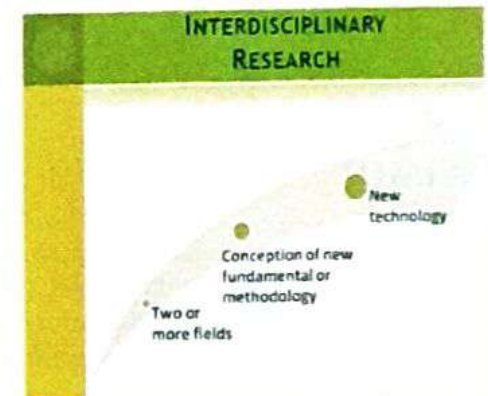 INTERDISCIPLINARY
RESEARCH
New
technology
Conception of new
fundamental or
methodology
Two or
more fields